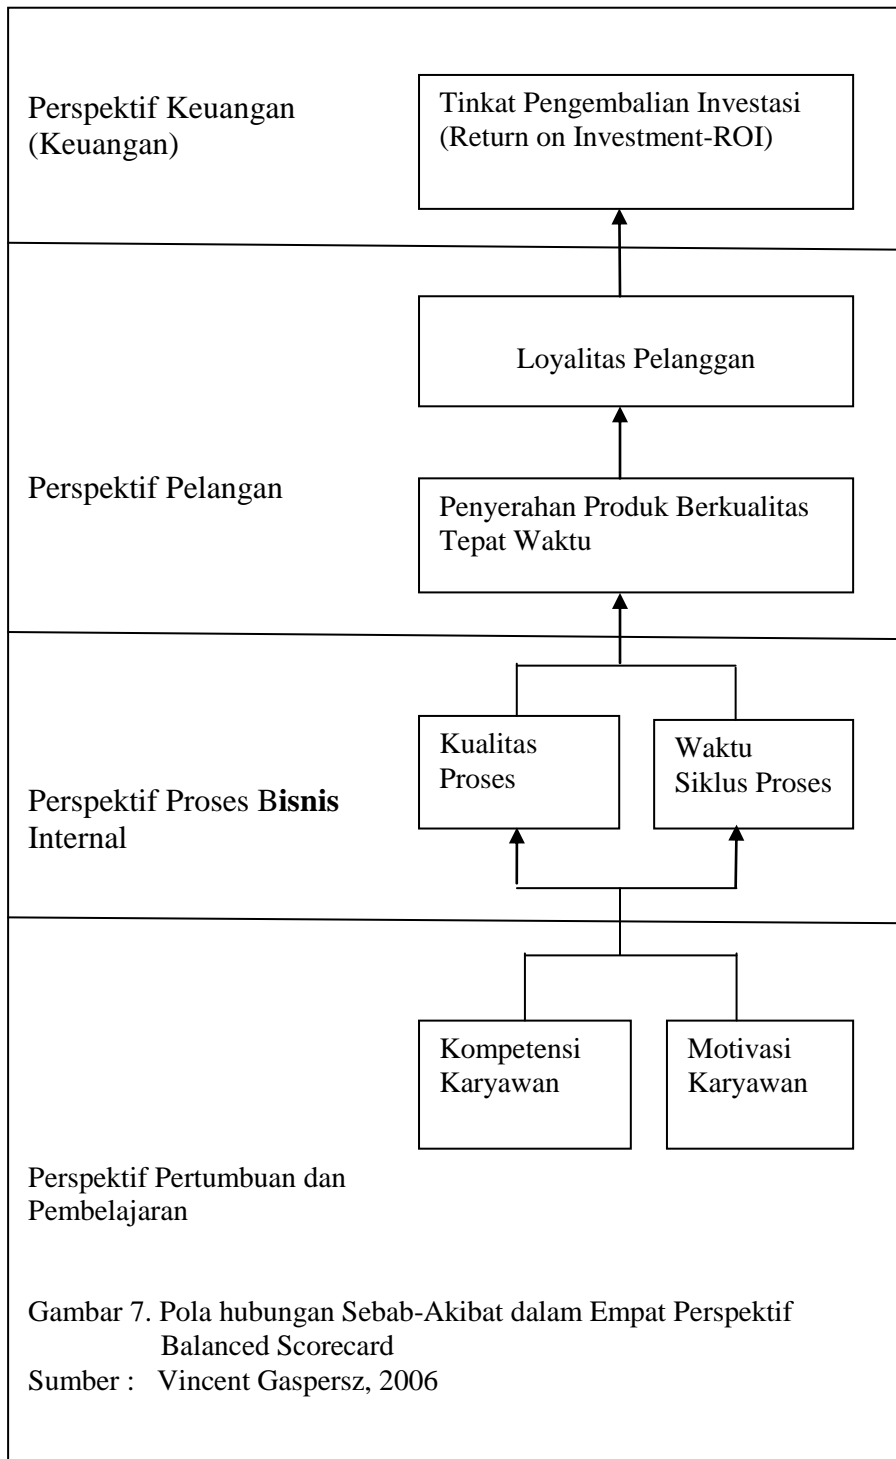 Perspektif Keuangan
(Keuangan)
Tinkat Pengembalian Investasi
(Return on Investment-ROI)
Loyalitas Pelanggan
Perspektif Pelangan
Penyerahan Produk Berkualitas
Tepat Waktu
Perspektif Proses Bisnis
Internal
Kualitas
Proses
Waktu
Siklus Proses
Kompetensi
Karyawan
Motivasi
Karyawan
Perspektif Pertumbuan dan
Pembelajaran
Gambar 7. Pola hubungan Sebab-Akibat dalam Empat Perspektif
Balanced Scorecard
Sumber : Vincent Gaspersz, 2006